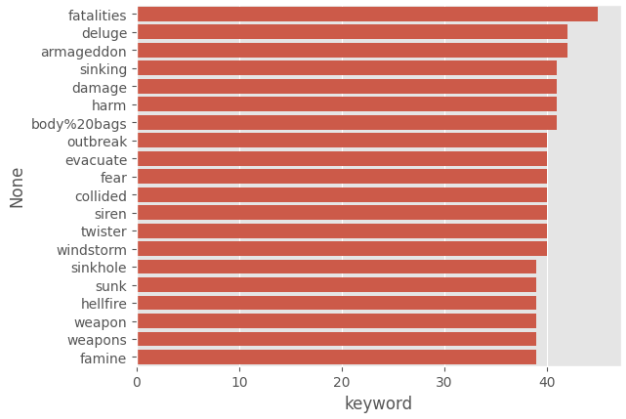 fatalities
deluge
armageddon
sinking
damage
harm
body%20bags
outbreak
evacuate
fear
collided
siren
twister
windstorm
sinkhole
sunk
hellfire
weapon
weapons
famine
None
0 10 20 30 40
keyword